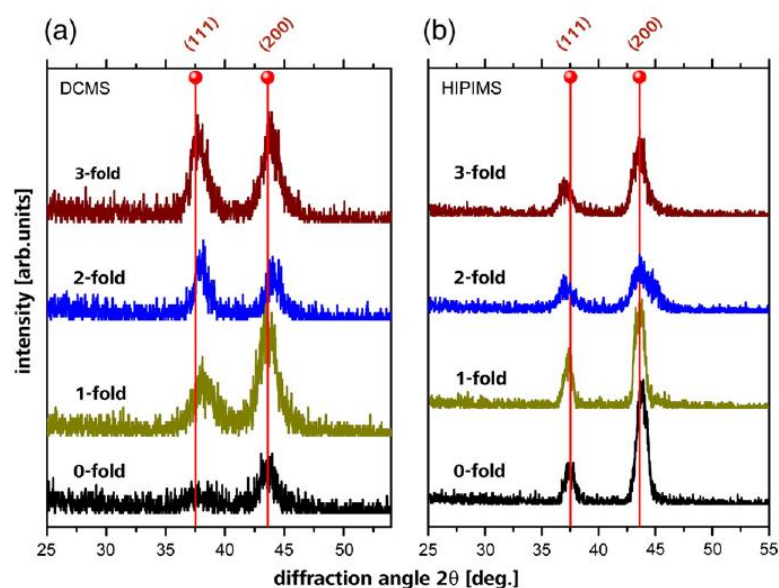 (a)
(111)
(200)
DCMS
3-fold
2-fold
1-fold
0-fold
25 30 35 40 45 50
(b)
(111)
(200)
HIPIMS
3-fold
2-fold
1-fold
0-fold
25 30 35 40 45 50 55
intensity [arb.units]
diffraction angle 2θ [deg.]